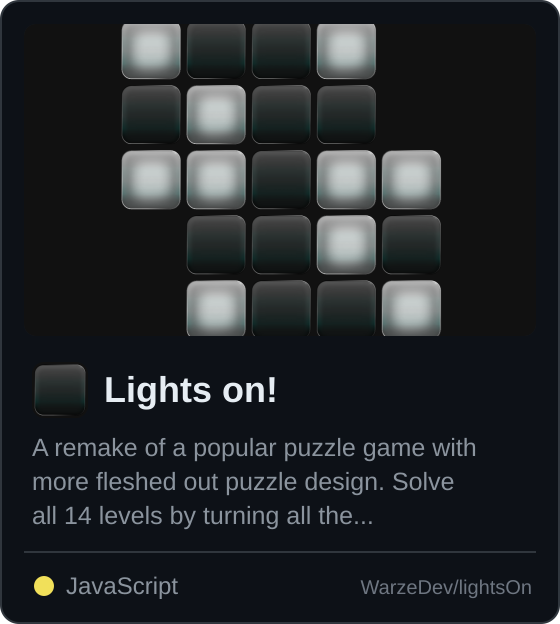 Lights on!
A remake of a popular puzzle game with
more fleshed out puzzle design. Solve
all 14 levels by turning all the...
JavaScript
WarzeDev/lightsOn